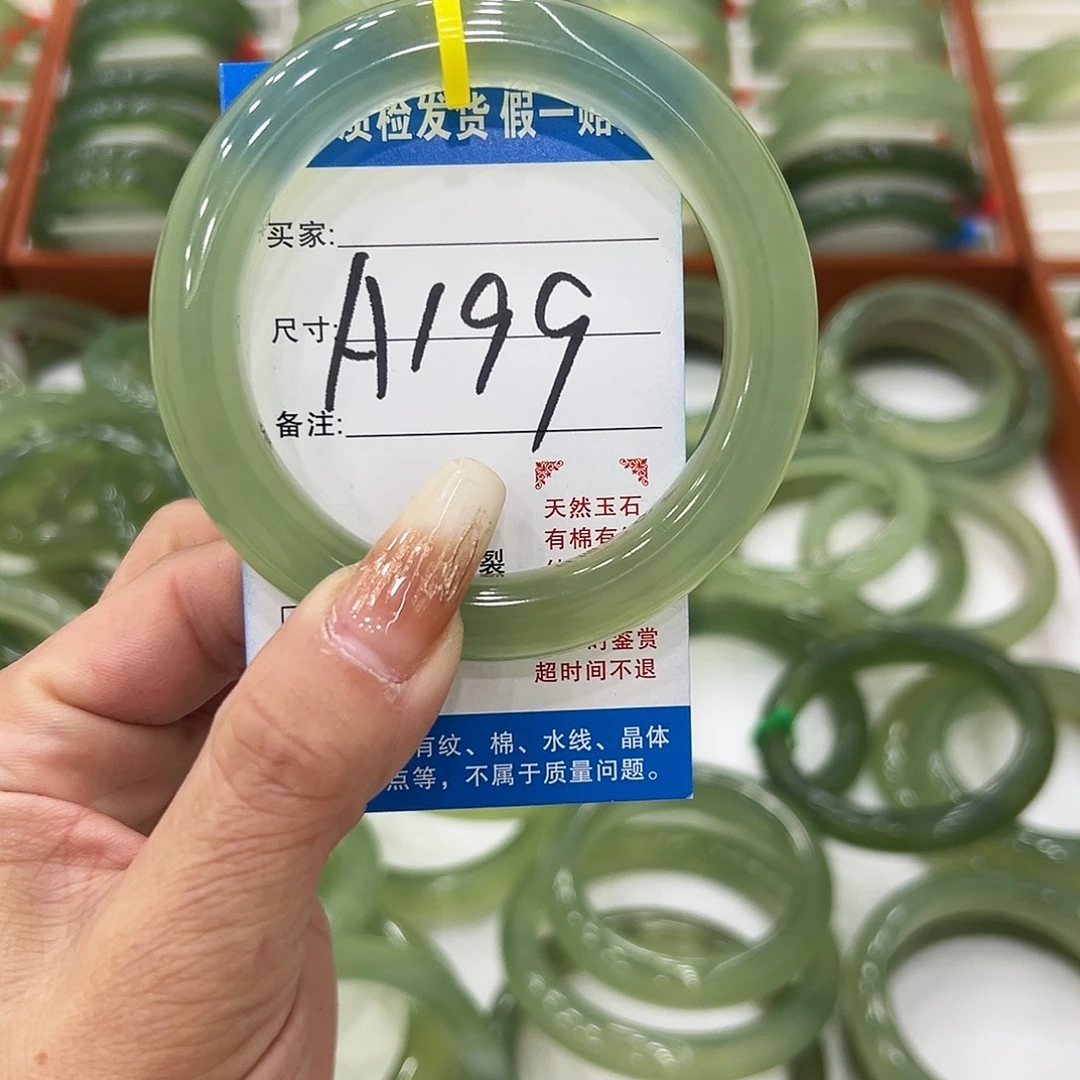 质检发货 假一赔
买家:
尺寸:
A199
备注:
天然玉石
有棉有
裂
鉴赏
超时间不退
有纹、棉、水线、晶体
点等，不属于质量问题。